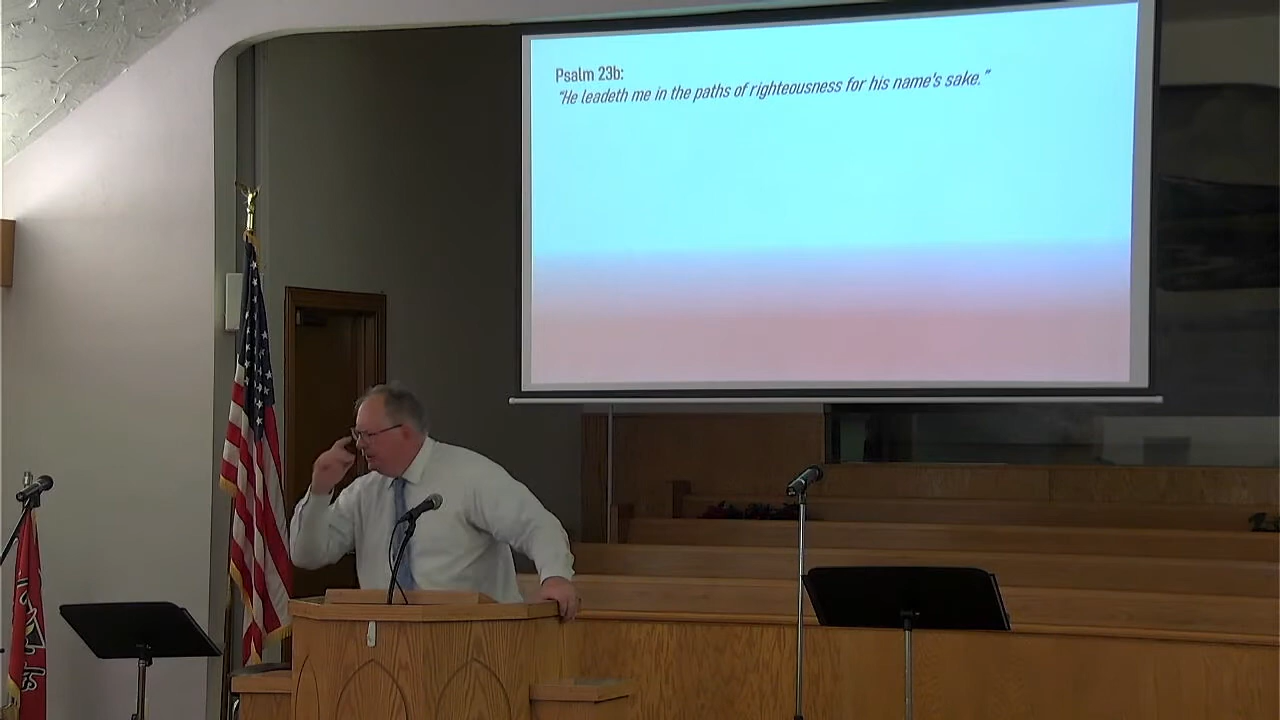 Psalm 23b:
“He leadeth me in the paths of righteousness for his name's sake.”